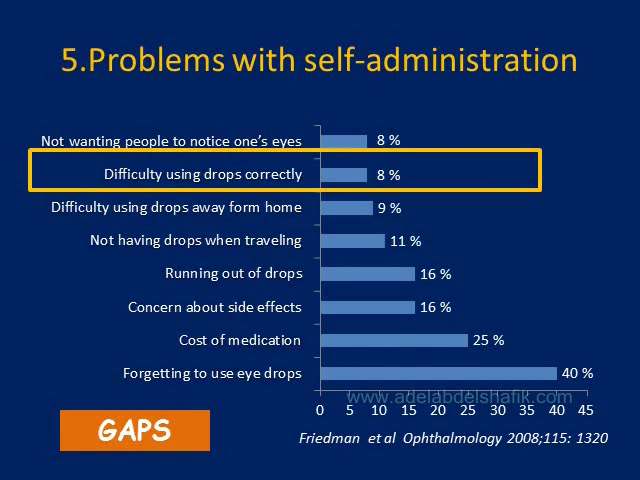 5.Problems with self-administration
Not wanting people to notice one's eyes 8 %
Difficulty using drops correctly 8 %
Difficulty using drops away form home 9 %
Not having drops when traveling 11 %
Running out of drops 16 %
Concern about side effects 16 %
Cost of medication 25 %
Forgetting to use eye drops 40 %
www.adelabdelshafik.com
0 5 10 15 20 25 30 35 40 45
GAPS
Friedman et al Ophthalmology 2008;115: 1320